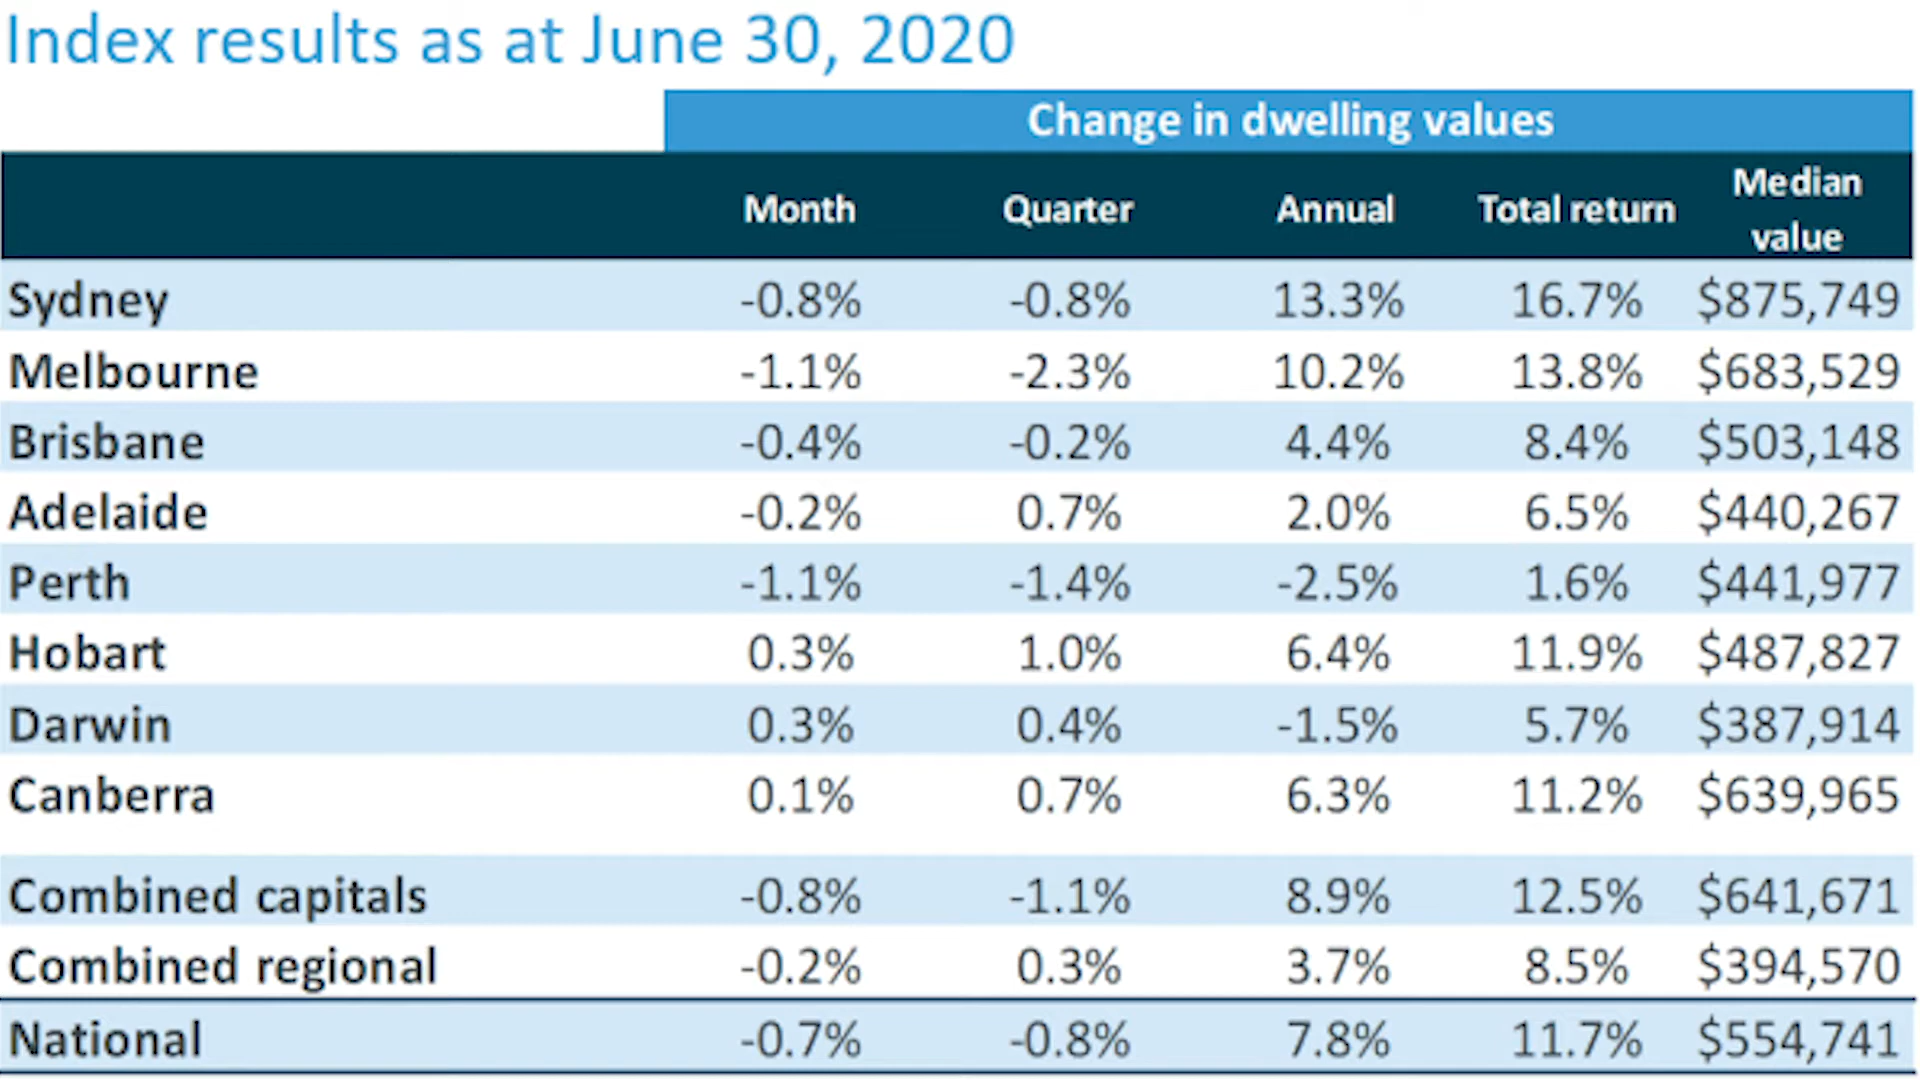 Index results as at June 30, 2020
Change in dwelling values
Month Quarter Annual Total return Median value
Sydney -0.8% -0.8% 13.3% 16.7% $875,749
Melbourne -1.1% -2.3% 10.2% 13.8% $683,529
Brisbane -0.4% -0.2% 4.4% 8.4% $503,148
Adelaide -0.2% 0.7% 2.0% 6.5% $440,267
Perth -1.1% -1.4% -2.5% 1.6% $441,977
Hobart 0.3% 1.0% 6.4% 11.9% $487,827
Darwin 0.3% 0.4% -1.5% 5.7% $387,914
Canberra 0.1% 0.7% 6.3% 11.2% $639,965
Combined capitals -0.8% -1.1% 8.9% 12.5% $641,671
Combined regional -0.2% 0.3% 3.7% 8.5% $394,570
National -0.7% -0.8% 7.8% 11.7% $554,741